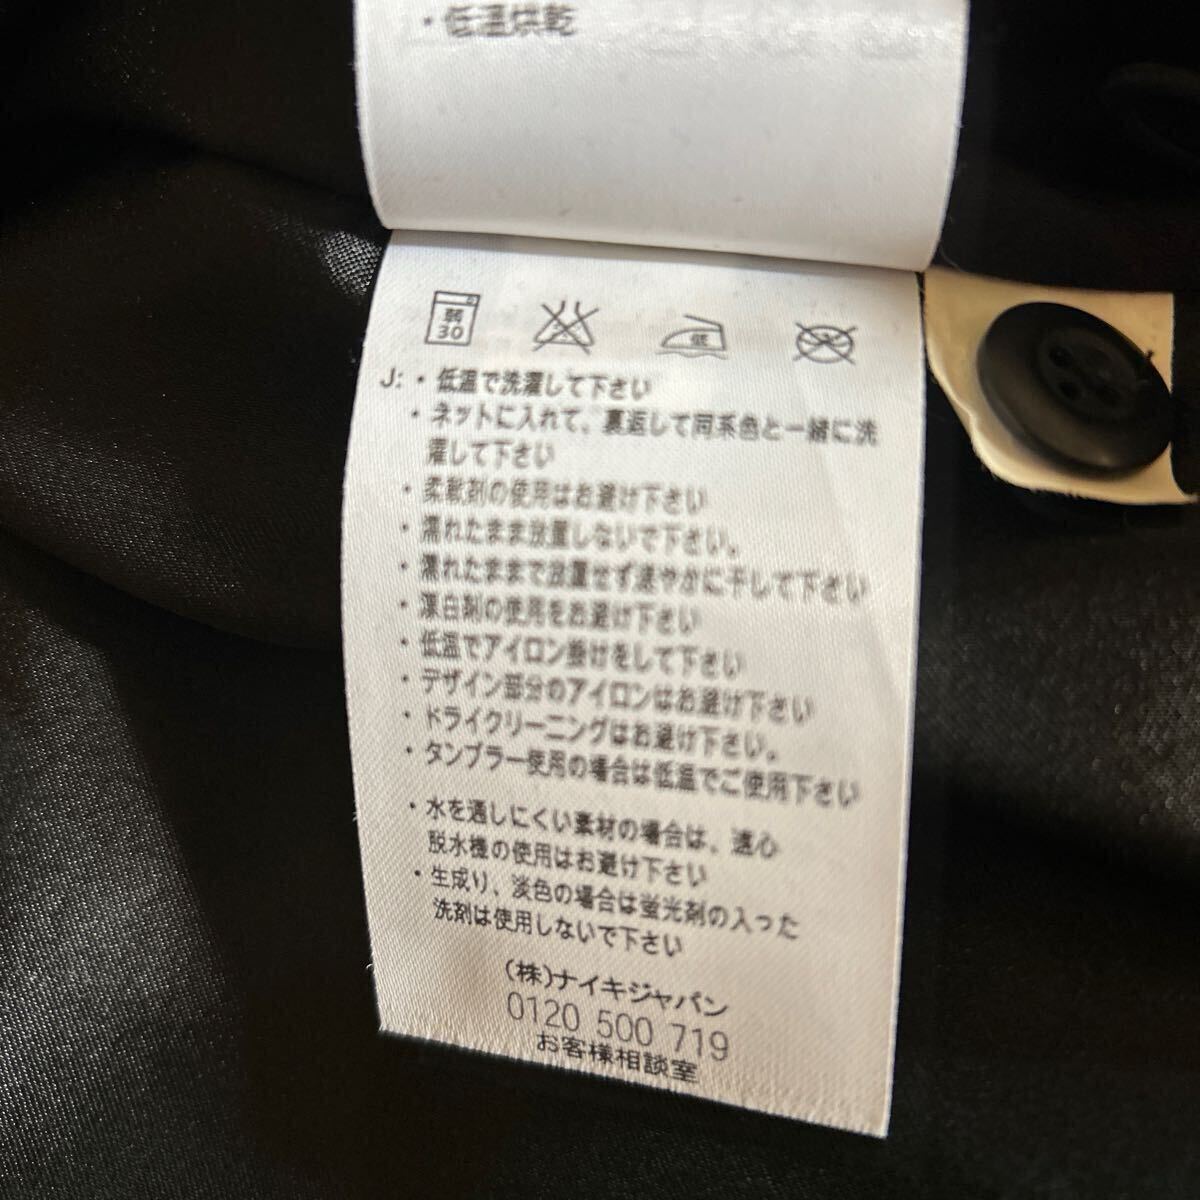 ・低温烘乾
弱
30
低
J: ・低温で洗濯して下さい
・ネットに入れて、裏返して同系色と一緒に洗
濯して下さい
・柔軟剤の使用はお避け下さい
・濡れたまま放置しないで下さい。
・濡れたままで放置せず速やかに干して下さい
・漂白剤の使用をお避け下さい
・低温でアイロン掛けをして下さい
・デザイン部分のアイロンはお避け下さい
・ドライクリーニングはお避け下さい。
・タンブラー使用の場合は低温でご使用下さい
・水を通しにくい素材の場合は、遠心
脱水機の使用はお避け下さい
・生成り、淡色の場合は蛍光剤の入った
洗剤は使用しないで下さい
(株)ナイキジャパン
0120 500 719
お客様相談室